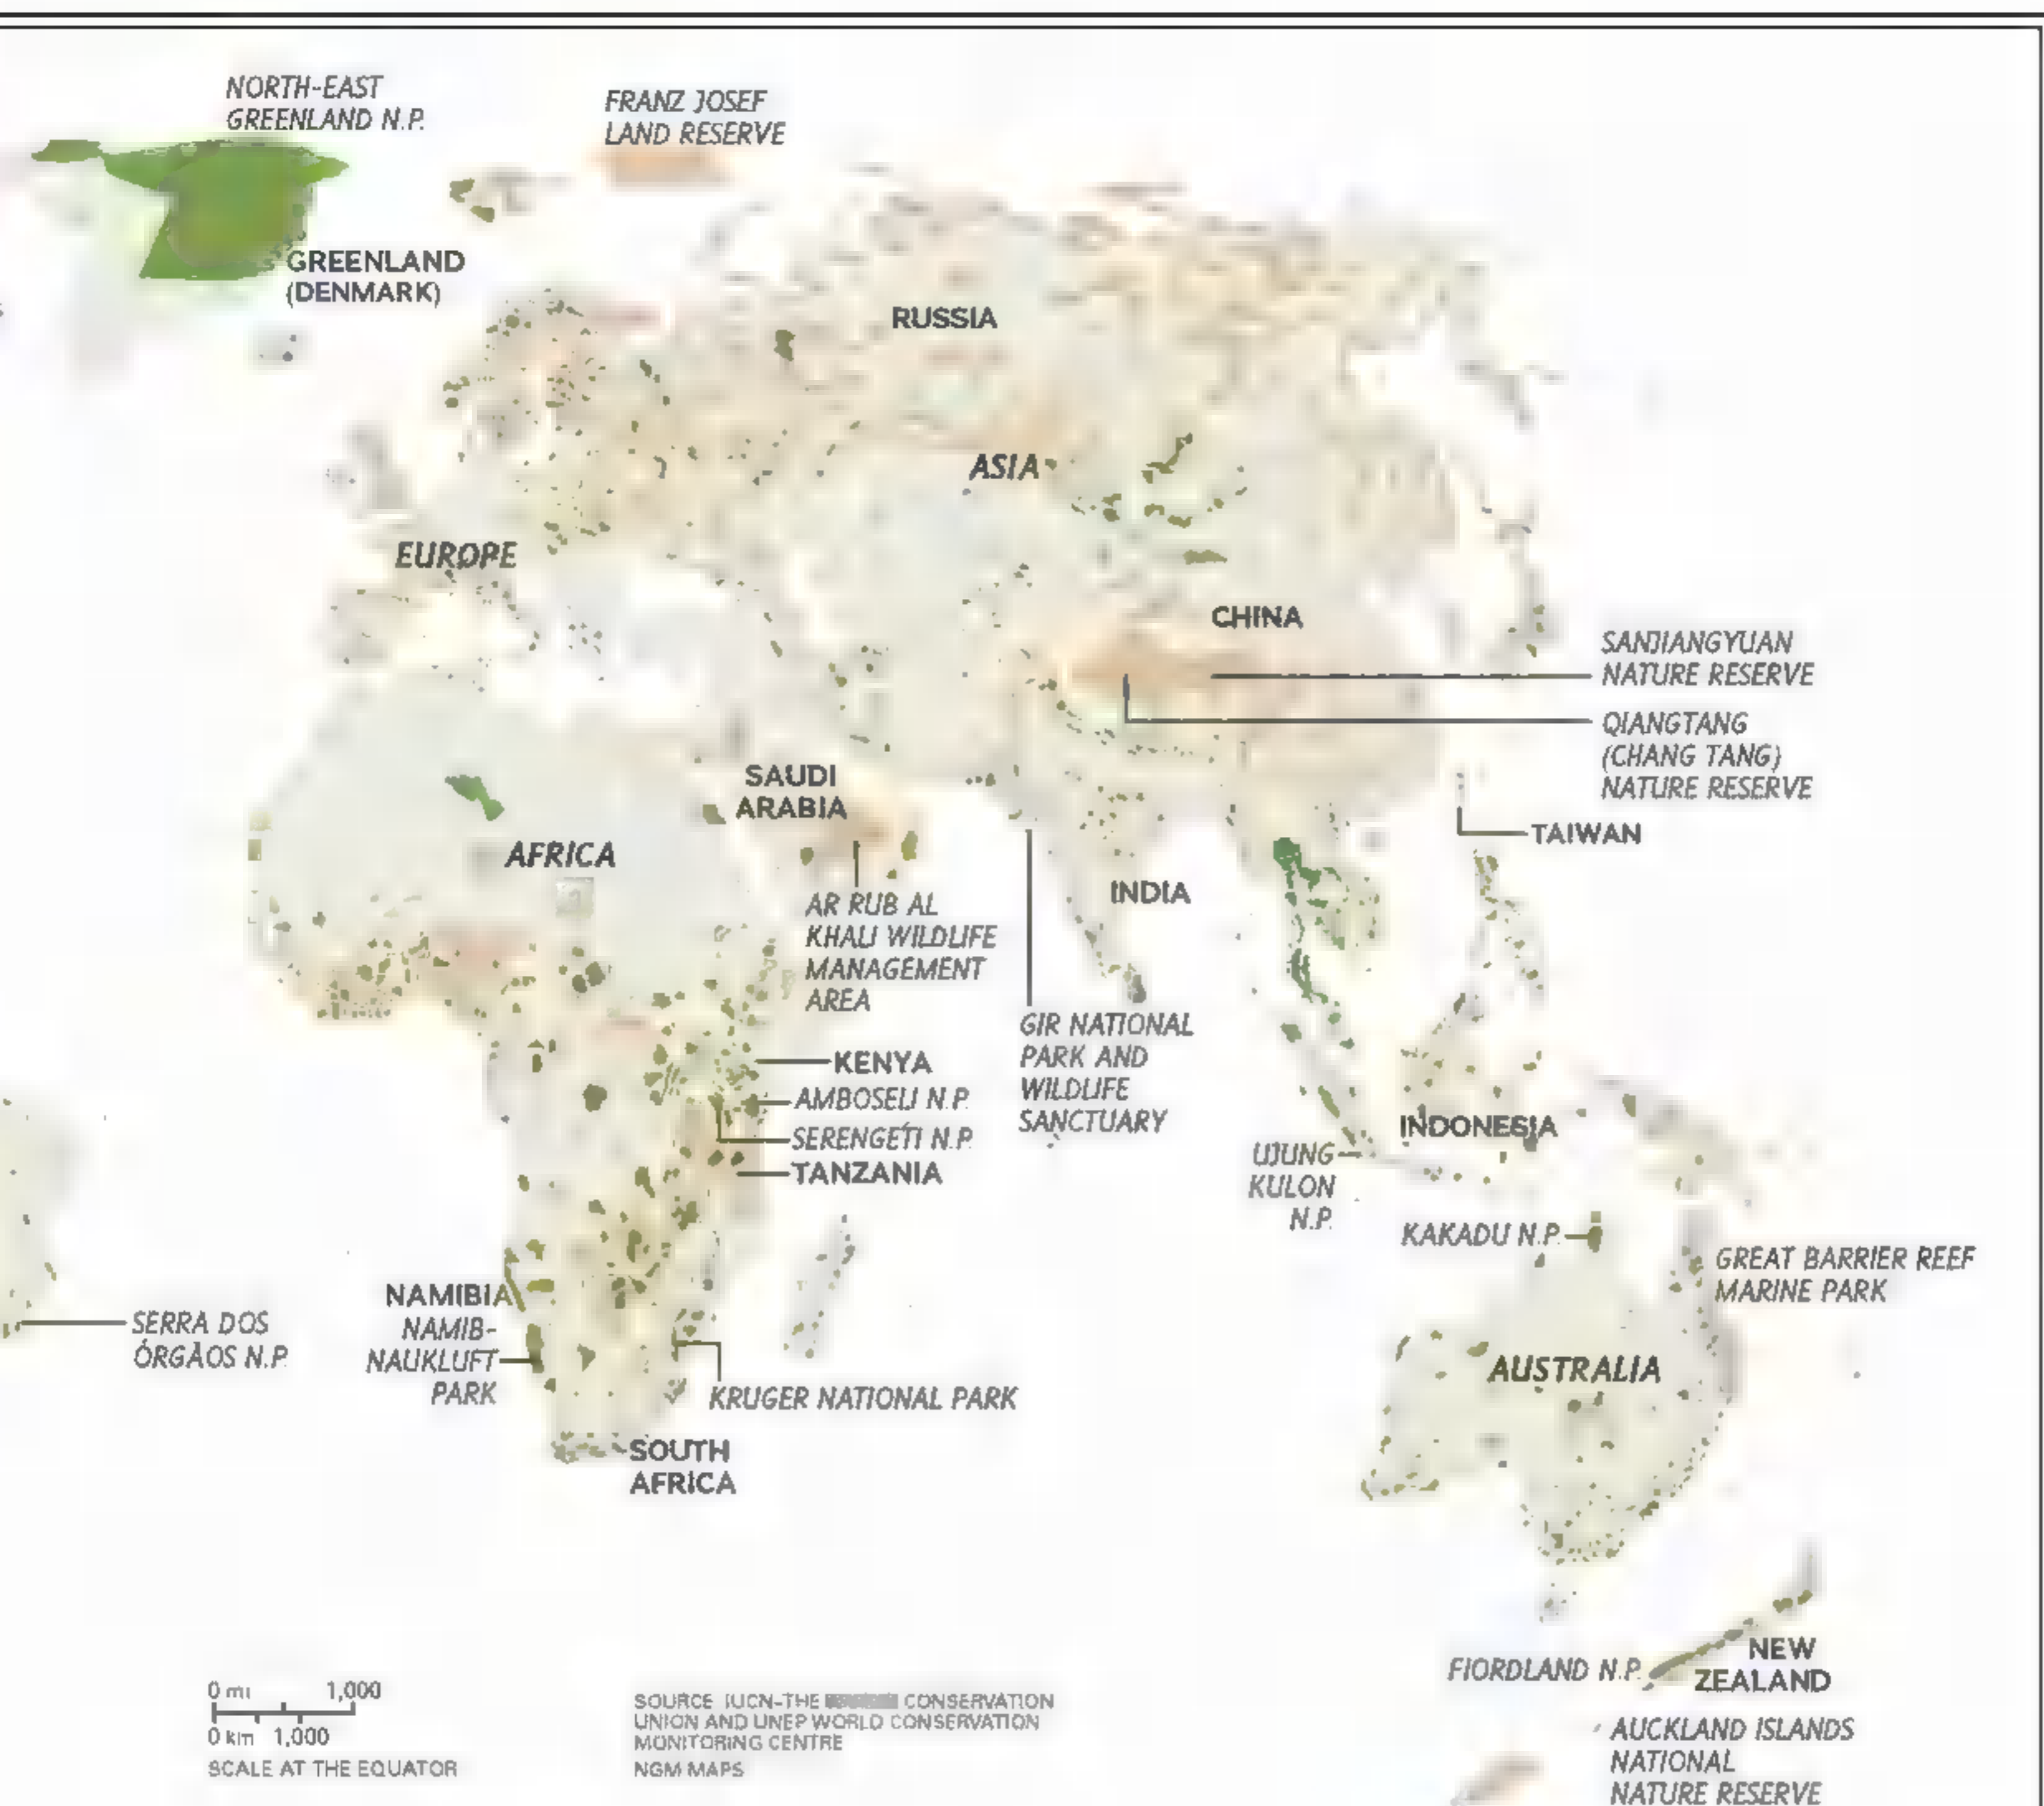 NORTH-EAST
GREENLAND N.P.
FRANZ JOSEF
LAND RESERVE
GREENLAND
(DENMARK)
RUSSIA
ASIA
EUROPE
CHINA
SANJIANGYUAN
NATURE RESERVE
QIANGTANG
(CHANG TANG)
NATURE RESERVE
SAUDI
ARABIA
TAIWAN
AFRICA
INDIA
AR RUB AL
KHALI WILDLIFE
MANAGEMENT
AREA
GIR NATIONAL
PARK AND
WILDLIFE
SANCTUARY
KENYA
AMBOSELI N.P.
SERENGETI N.P.
TANZANIA
INDONESIA
UJUNG
KULON
N.P.
KAKADU N.P.
GREAT BARRIER REEF
MARINE PARK
NAMIBIA
NAMIB-
NAUKLUFT
PARK
SERRA DOS
ÓRGÃOS N.P.
KRUGER NATIONAL PARK
AUSTRALIA
SOUTH
AFRICA
FIORDLAND N.P.
NEW
ZEALAND
AUCKLAND ISLANDS
NATIONAL
NATURE RESERVE
0 mi 1,000
0 km 1,000
SCALE AT THE EQUATOR
SOURCE IUCN-THE CONSERVATION
UNION AND UNEP WORLD CONSERVATION
MONITORING CENTRE
NGM MAPS